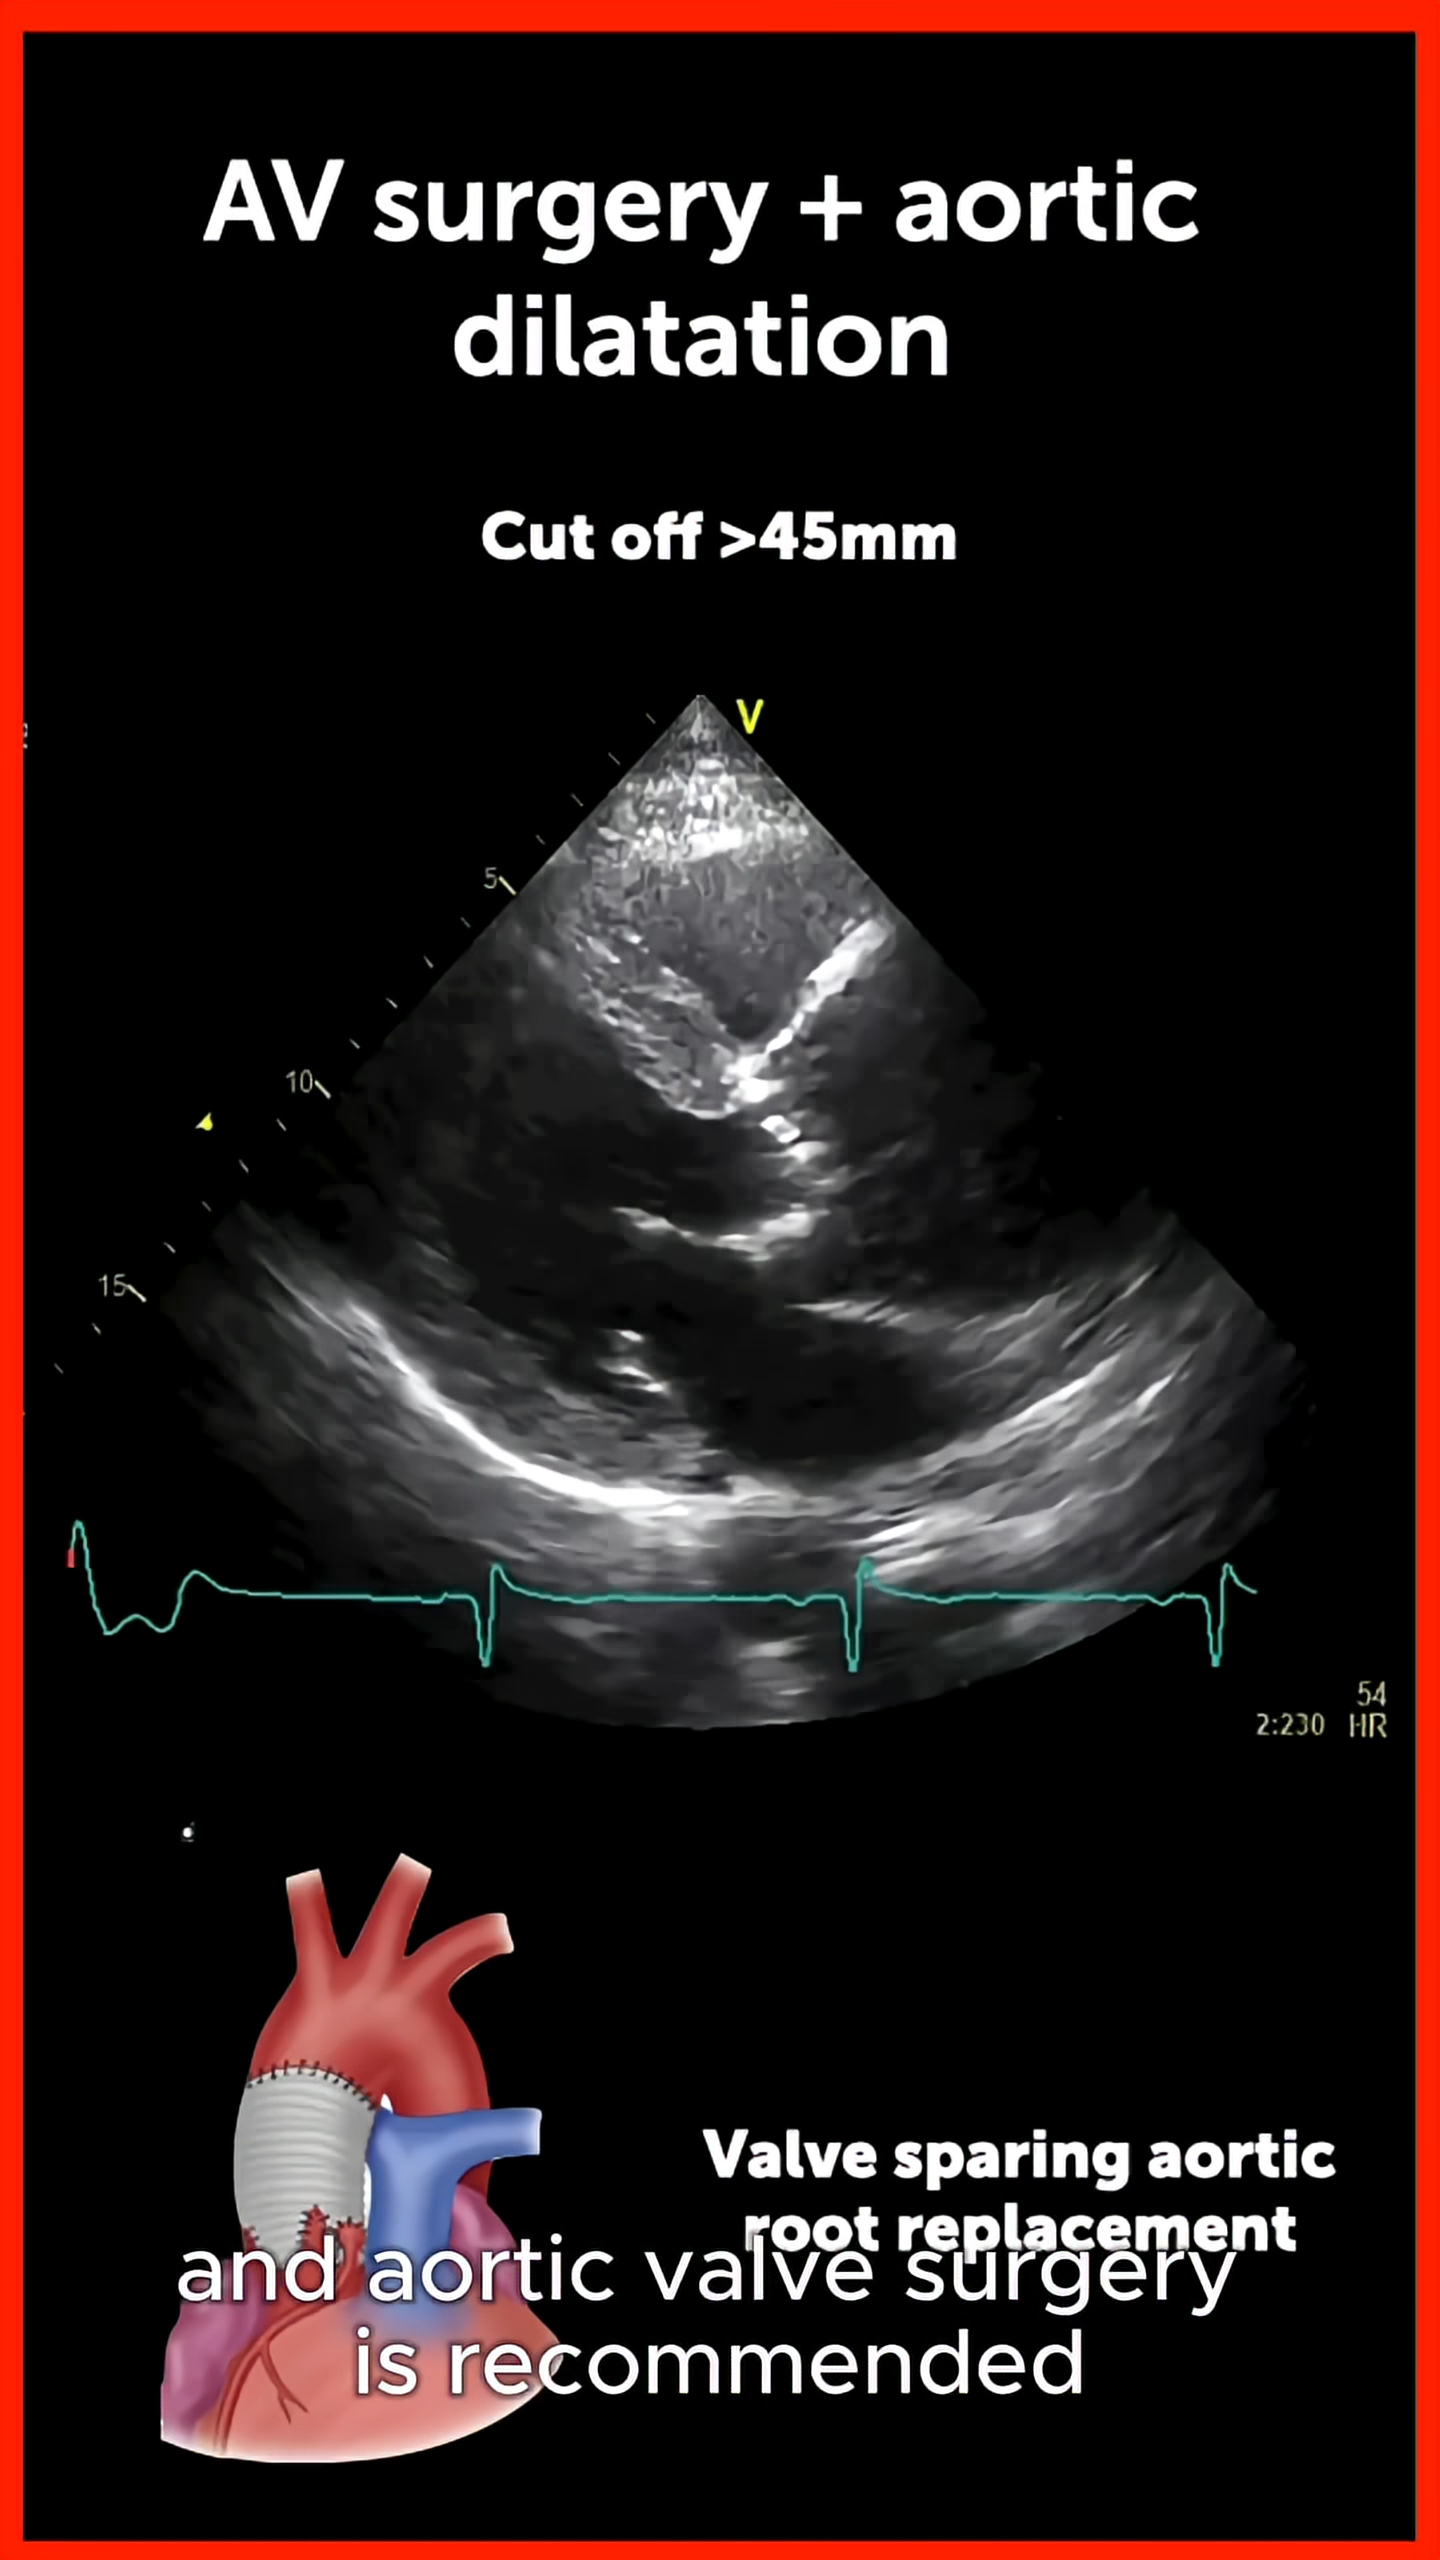 AV surgery + aortic
dilatation
Cut off >45mm
V
5
10
15
54
2:230 HR
Valve sparing aortic
root replacement
and aortic valve surgery
is recommended